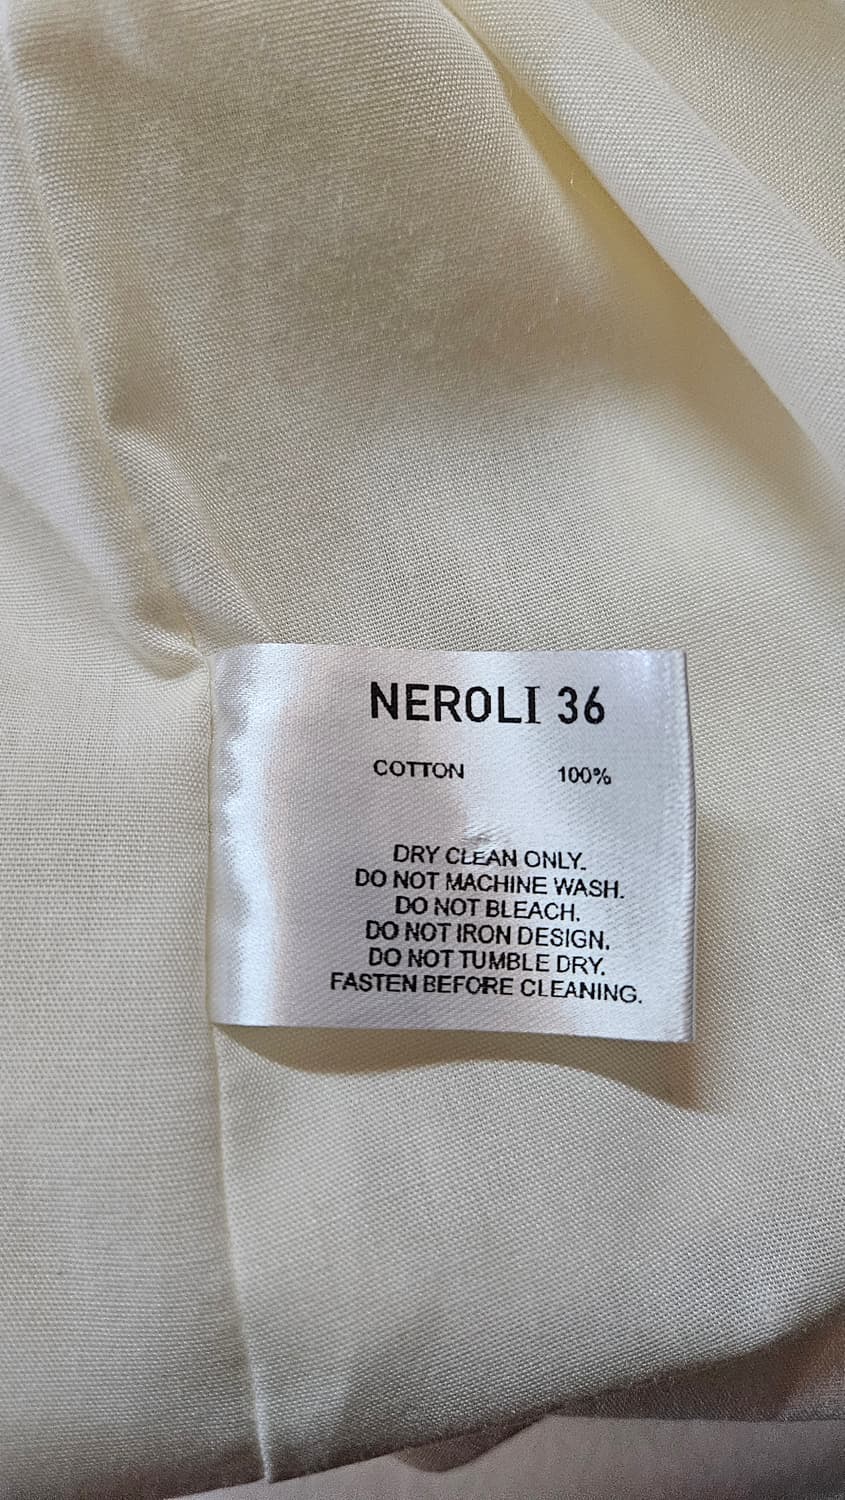 NEROLI 36
COTTON 100%
DRY CLEAN ONLY.
DO NOT MACHINE WASH.
DO NOT BLEACH.
DO NOT IRON DESIGN.
DO NOT TUMBLE DRY.
FASTEN BEFORE CLEANING.